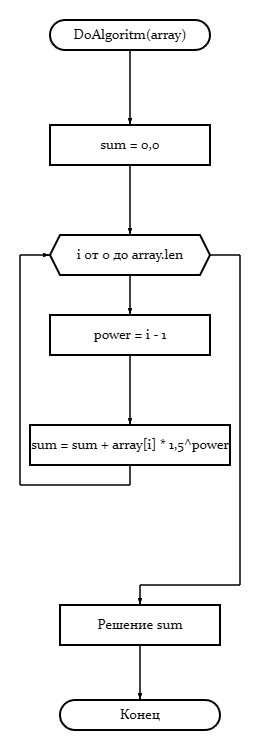 DoAlgoritm(array)
sum = 0,0
i от 0 до array.len
power = i - 1
sum = sum + array[i] * 1,5^power
Решение sum
Конец